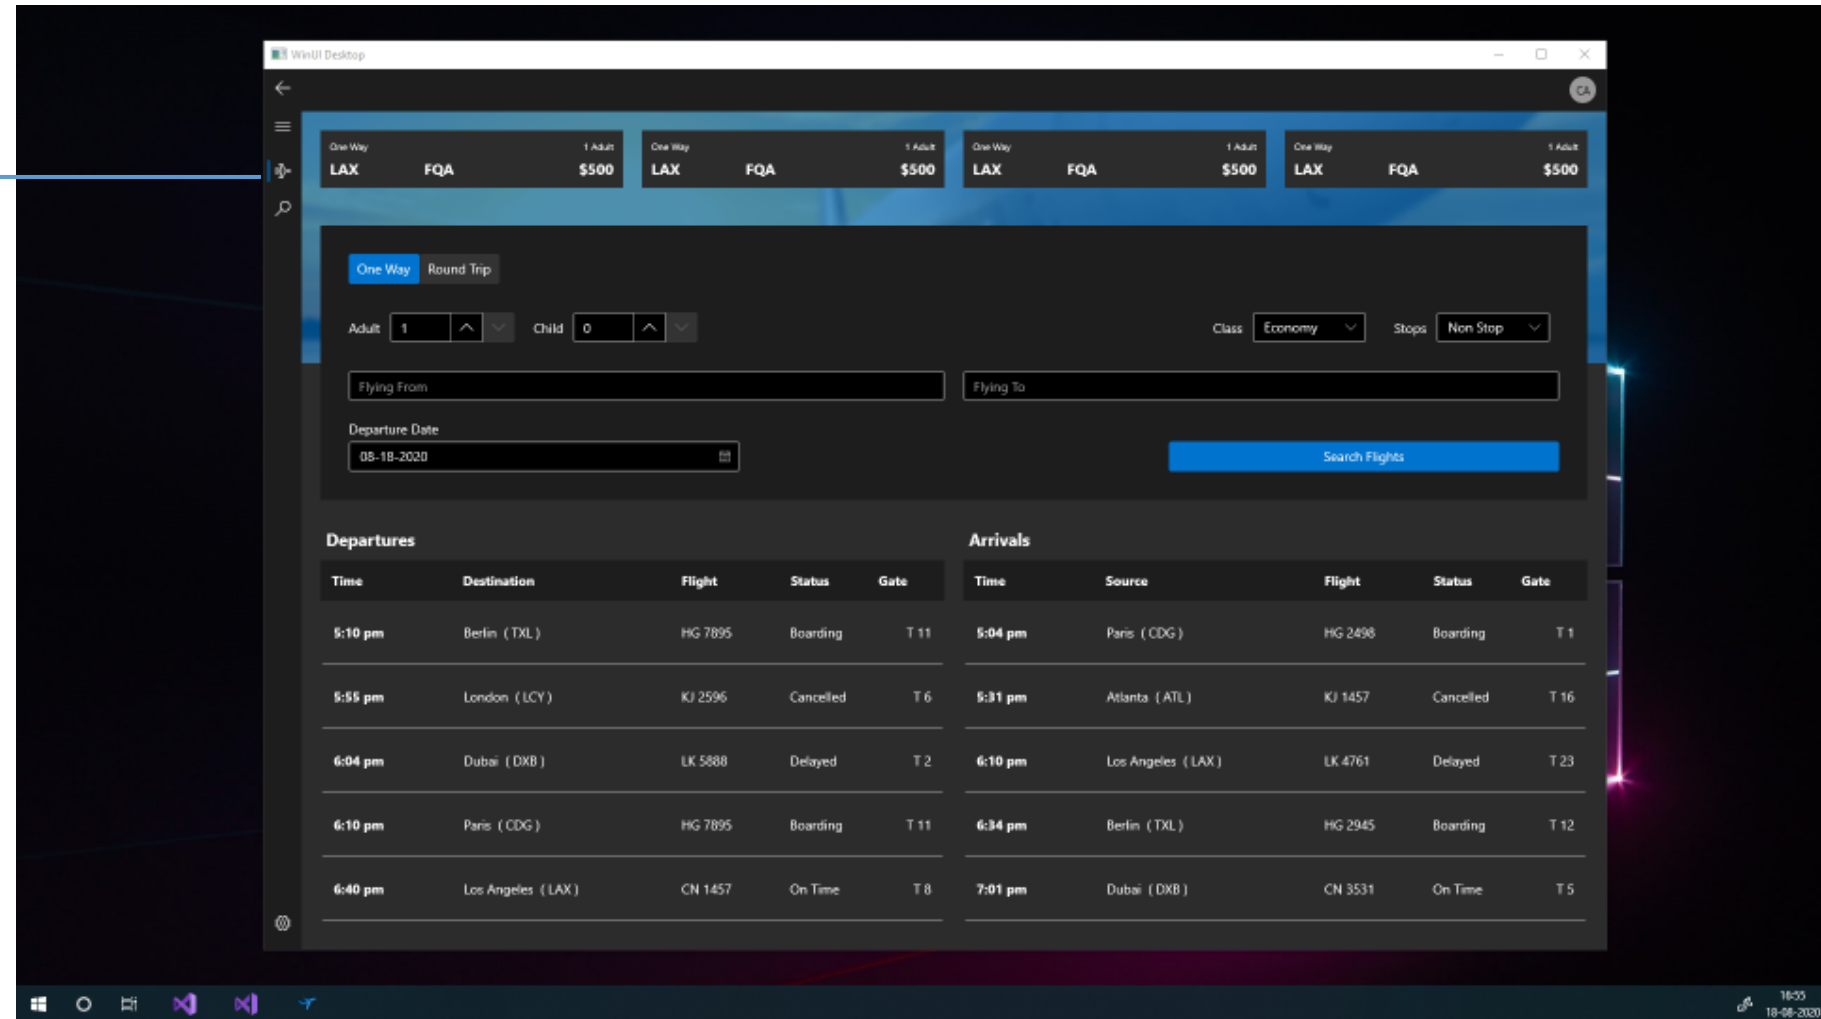 WinUI Desktop
CA
One Way 1 Adult
LAX FQA $500
One Way 1 Adult
LAX FQA $500
One Way 1 Adult
LAX FQA $500
One Way 1 Adult
LAX FQA $500
One Way Round Trip
Adult 1 Child 0 Class Economy Stops Non Stop
Flying From Flying To
Departure Date
08-18-2020 Search Flights
Departures
Time Destination Flight Status Gate
5:10 pm Berlin ( TXL ) HG 7895 Boarding T 11
5:55 pm London ( LCY ) KJ 2596 Cancelled T 6
6:04 pm Dubai ( DXB ) LK 5888 Delayed T 2
6:10 pm Paris ( CDG ) HG 7895 Boarding T 11
6:40 pm Los Angeles ( LAX ) CN 1457 On Time T 8
Arrivals
Time Source Flight Status Gate
5:04 pm Paris ( CDG ) HG 2498 Boarding T 1
5:31 pm Atlanta ( ATL ) KJ 1457 Cancelled T 16
6:10 pm Los Angeles ( LAX ) LK 4761 Delayed T 23
6:34 pm Berlin ( TXL ) HG 2945 Boarding T 12
7:01 pm Dubai ( DXB ) CN 3531 On Time T 5
16:55
18-08-2020